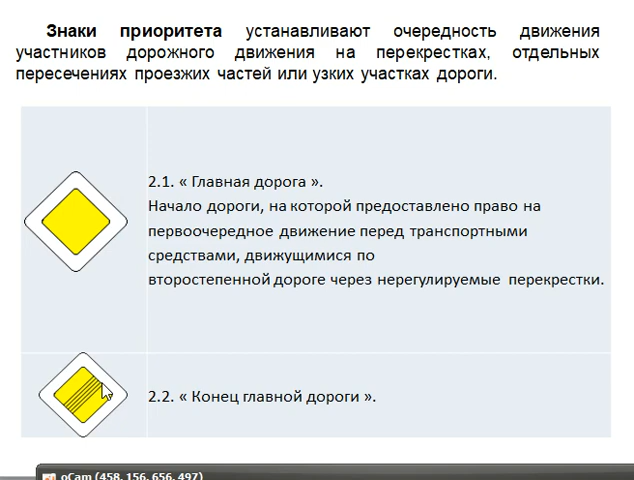 Знаки приоритета устанавливают очередность движения
участников дорожного движения на перекрестках, отдельных
пересечениях проезжих частей или узких участках дороги.
2.1. « Главная дорога ».
Начало дороги, на которой предоставлено право на
первоочередное движение перед транспортными
средствами, движущимися по
второстепенной дороге через нерегулируемые перекрестки.
2.2. « Конец главной дороги ».
oCam (458, 156, 656, 497)